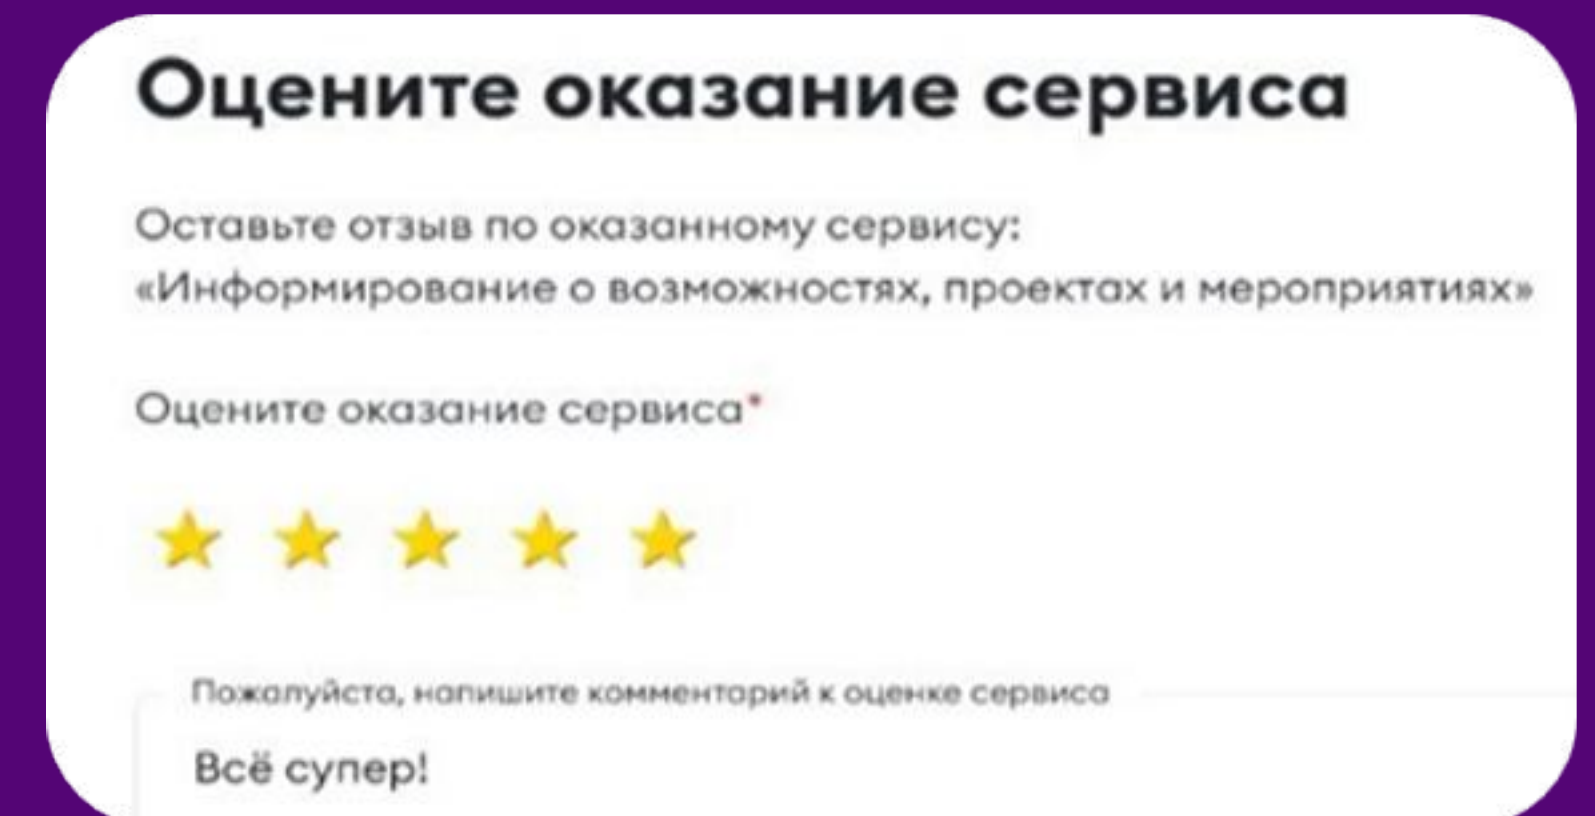 Оцените оказание сервиса
Оставьте отзыв по оказанному сервису:
«Информирование о возможностях, проектах и мероприятиях»
Оцените оказание сервиса*
Пожалуйста, напишите комментарий к оценке сервиса
Всё супер!